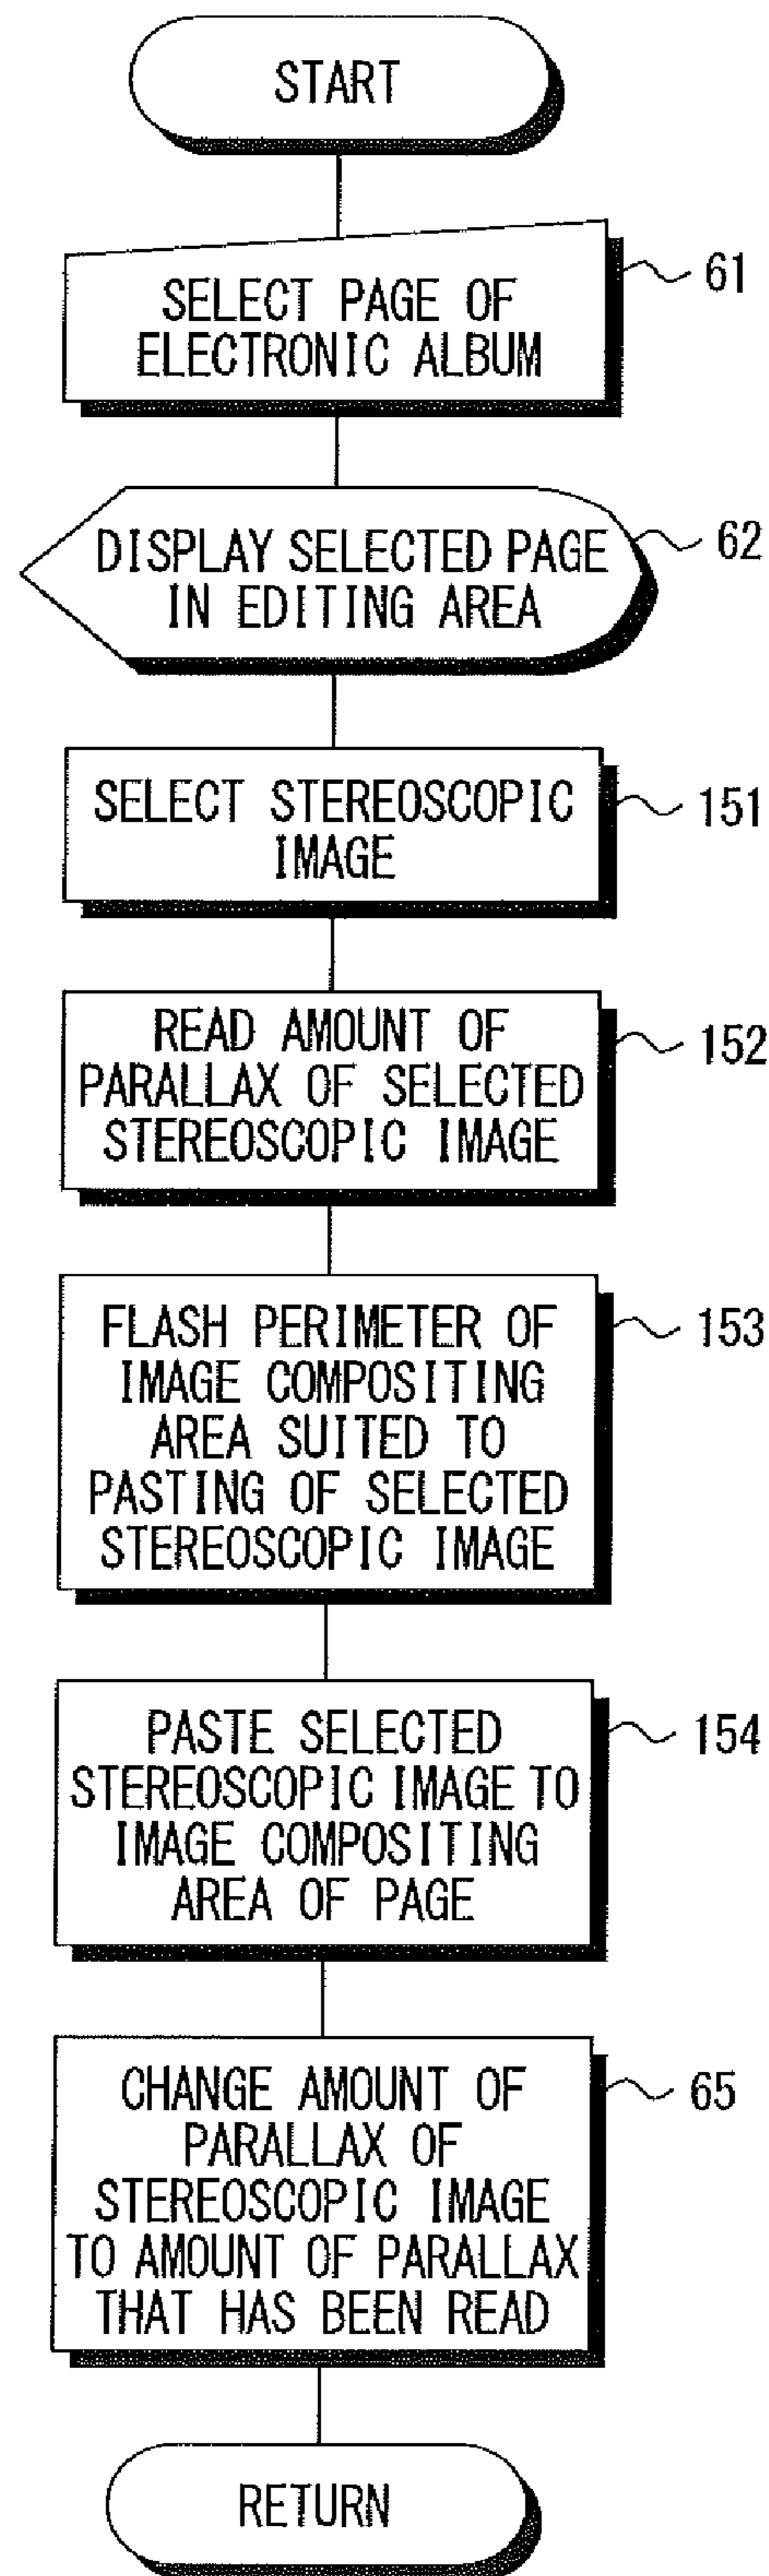 START
SELECT PAGE OF
ELECTRONIC ALBUM
61
DISPLAY SELECTED PAGE
IN EDITING AREA
62
SELECT STEREOSCOPIC
IMAGE
151
READ AMOUNT OF
PARALLAX OF SELECTED
STEREOSCOPIC IMAGE
152
FLASH PERIMETER OF
IMAGE COMPOSITING
AREA SUITED TO
PASTING OF SELECTED
STEREOSCOPIC IMAGE
153
PASTE SELECTED
STEREOSCOPIC IMAGE TO
IMAGE COMPOSITING
AREA OF PAGE
154
CHANGE AMOUNT OF
PARALLAX OF
STEREOSCOPIC IMAGE
TO AMOUNT OF PARALLAX
THAT HAS BEEN READ
65
RETURN